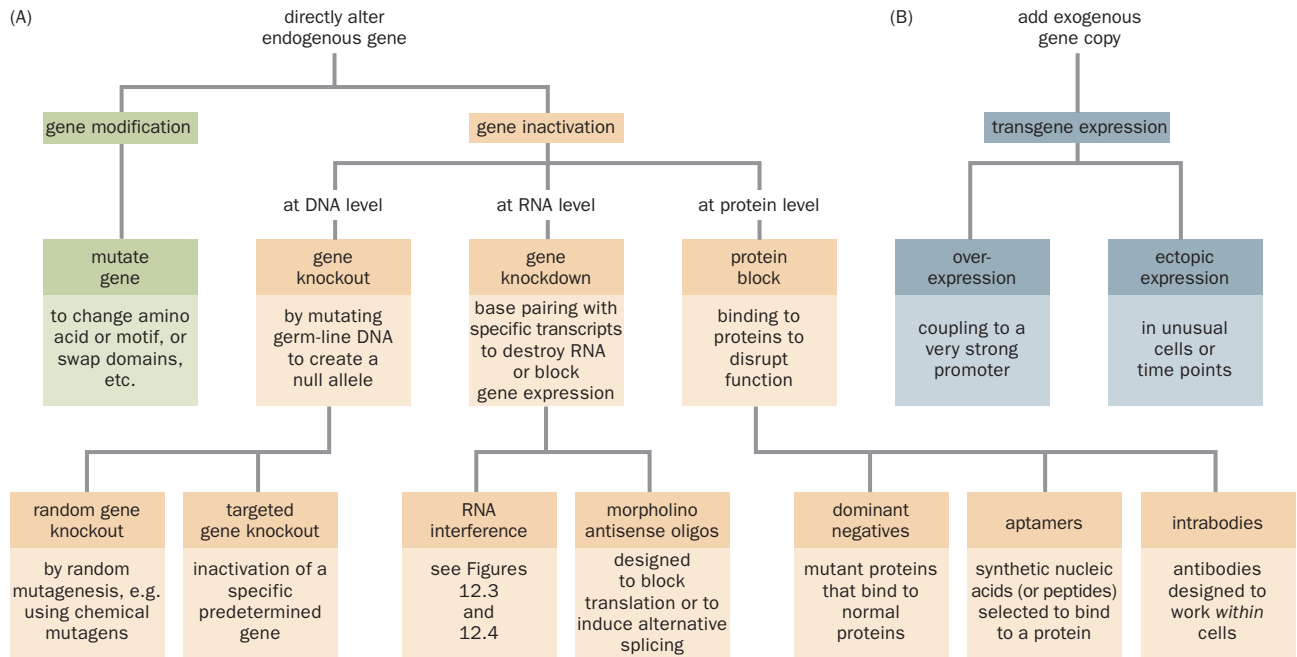 (A)
directly alter
endogenous gene
(B)
add exogenous
gene copy
gene modification
gene inactivation
transgene expression
at DNA level
at RNA level
at protein level
mutate
gene
to change amino
acid or motif, or
swap domains,
etc.
gene
knockout
by mutating
germ-line DNA
to create a
null allele
gene
knockdown
base pairing with
specific transcripts
to destroy RNA
or block
gene expression
protein
block
binding to
proteins to
disrupt
function
over-
expression
coupling to a
very strong
promoter
ectopic
expression
in unusual
cells or
time points
random gene
knockout
by random
mutagenesis, e.g.
using chemical
mutagens
targeted
gene knockout
inactivation of a
specific
predetermined
gene
RNA
interference
see Figures
12.3
and
12.4
morpholino
antisense oligos
designed
to block
translation or to
induce alternative
splicing
dominant
negatives
mutant proteins
that bind to
normal
proteins
aptamers
synthetic nucleic
acids (or peptides)
selected to bind
to a protein
intrabodies
antibodies
designed to
work within
cells